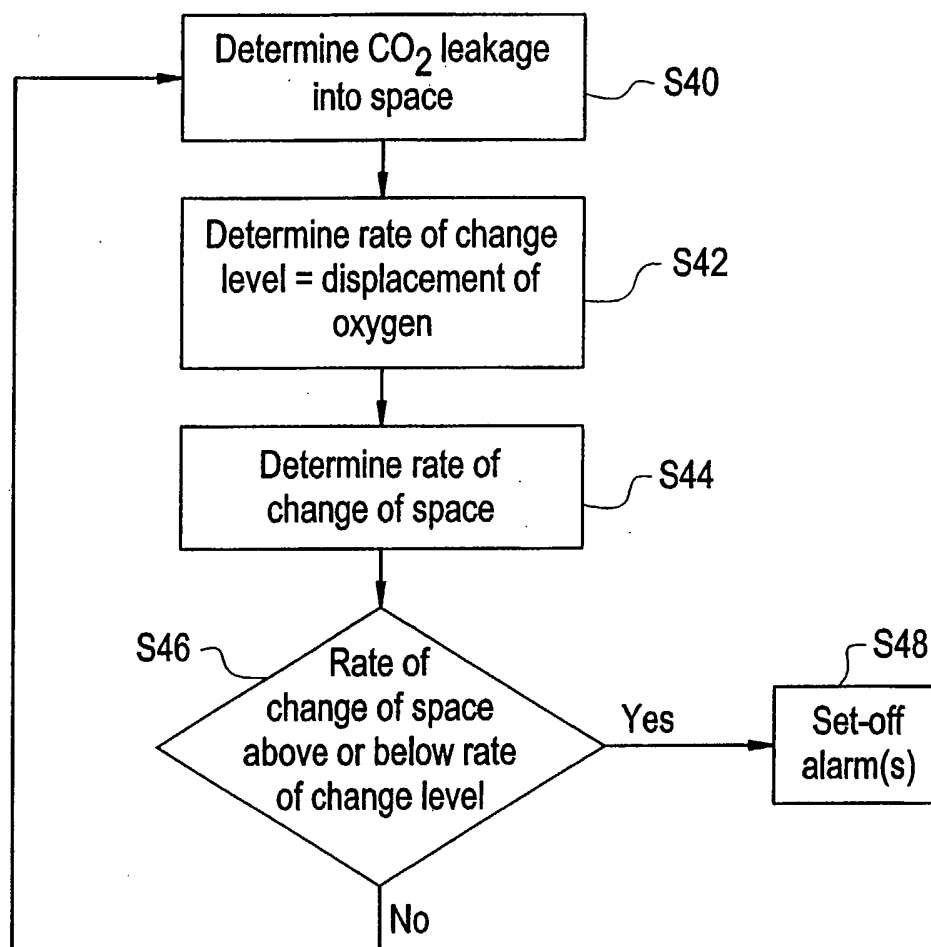 Determine CO2 leakage
into space
S40
Determine rate of change
level = displacement of
oxygen
S42
Determine rate of
change of space
S44
S46
Rate of
change of space
above or below rate
of change level
Yes
S48
Set-off
alarm(s)
No